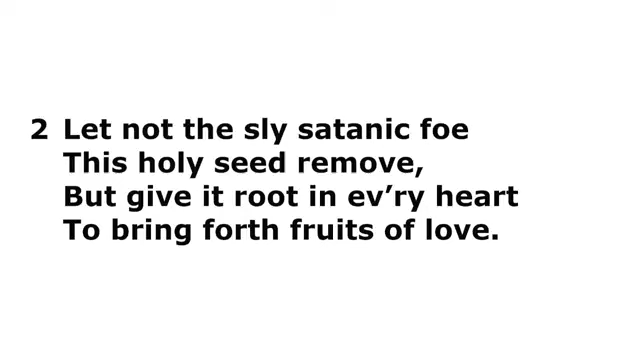 2 Let not the sly satanic foe
This holy seed remove,
But give it root in ev’ry heart
To bring forth fruits of love.